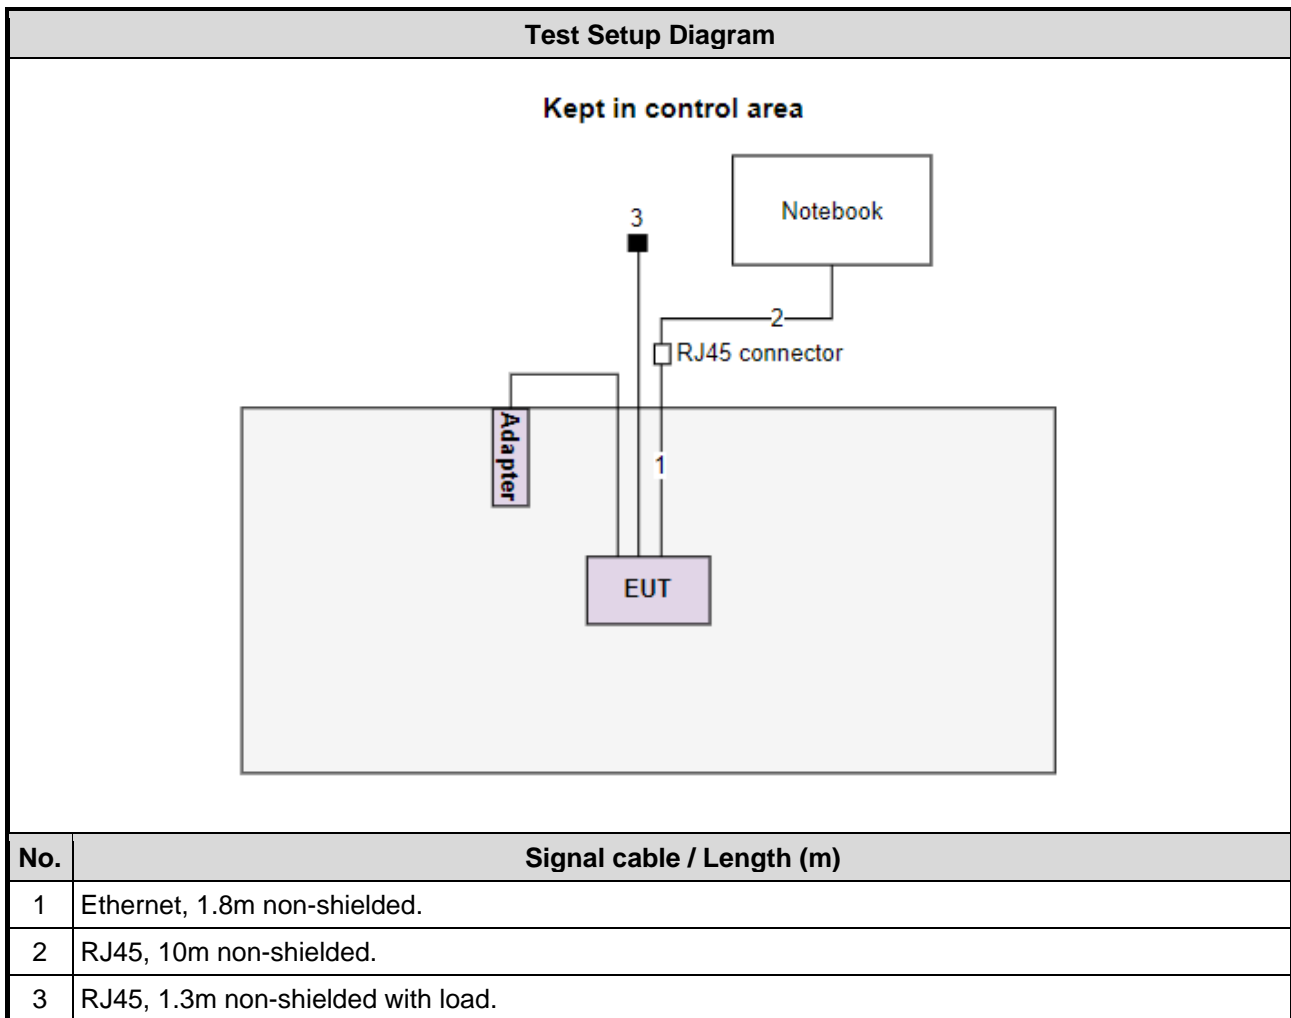 Test Setup Diagram
Kept in control area
Notebook
3
2
RJ45 connector
Adapter
1
EUT
No. Signal cable / Length (m)
1 Ethernet, 1.8m non-shielded.
2 RJ45, 10m non-shielded.
3 RJ45, 1.3m non-shielded with load.